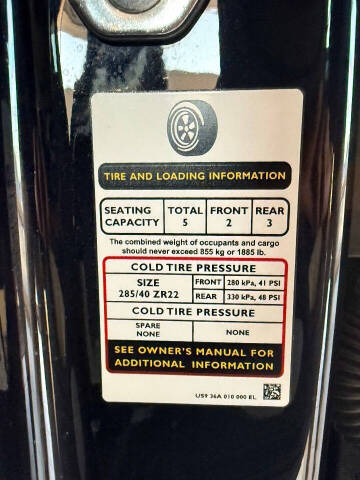 TIRE AND LOADING INFORMATION
SEATING CAPACITY TOTAL 5 FRONT 2 REAR 3
The combined weight of occupants and cargo
should never exceed 855 kg or 1885 lb.
COLD TIRE PRESSURE
SIZE 285/40 ZR22
FRONT 280 kPa, 41 PSI
REAR 330 kPa, 48 PSI
COLD TIRE PRESSURE
SPARE NONE NONE
SEE OWNER'S MANUAL FOR
ADDITIONAL INFORMATION
US9 36A 010 000 EL